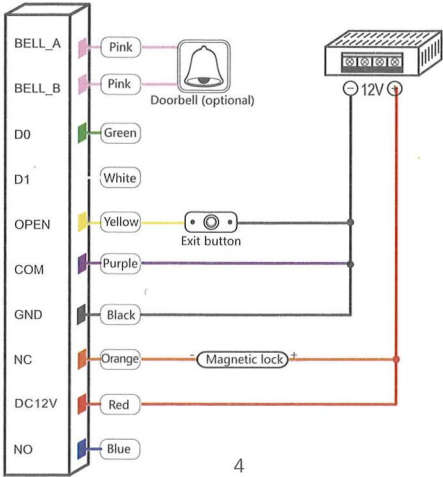 BELL_A
Pink
BELL_B
Pink
Doorbell (optional)
- 12V +
D0
Green
D1
White
OPEN
Yellow
Exit button
COM
Purple
GND
Black
NC
Orange
- Magnetic lock +
DC12V
Red
NO
Blue
4